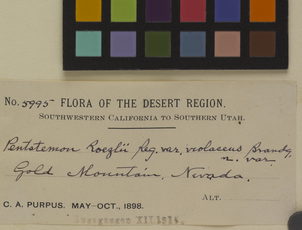 No. 5995 FLORA OF THE DESERT REGION.
SOUTHWESTERN CALIFORNIA TO SOUTHERN UTAH.
Pentstemon Roezlii Reg. var. violaceus Brandg.
n. var.
Gold Mountain, Nevada.
ALT.
C. A. PURPUS. MAY-OCT., 1898.